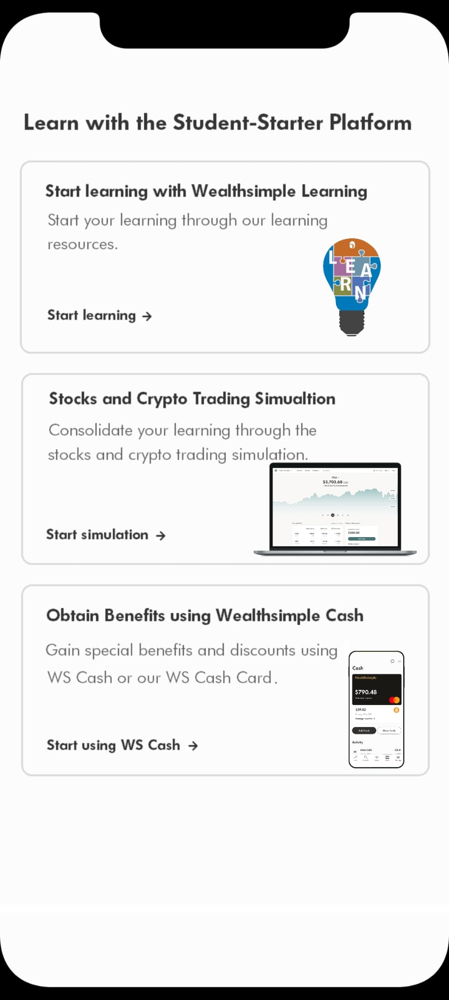 Learn with the Student-Starter Platform
Start learning with Wealthsimple Learning
Start your learning through our learning
resources.
L
E A
R
N
Start learning →
Stocks and Crypto Trading Simualtion
Consolidate your learning through the
stocks and crypto trading simulation.
$3,703.68 CAD
$500.00
Start simulation →
Obtain Benefits using Wealthsimple Cash
Gain special benefits and discounts using
WS Cash or our WS Cash Card.
Cash
Wealthsimple
$790.48
$59.83
Manage rewards
Add funds
Move funds
Activity
Start using WS Cash →